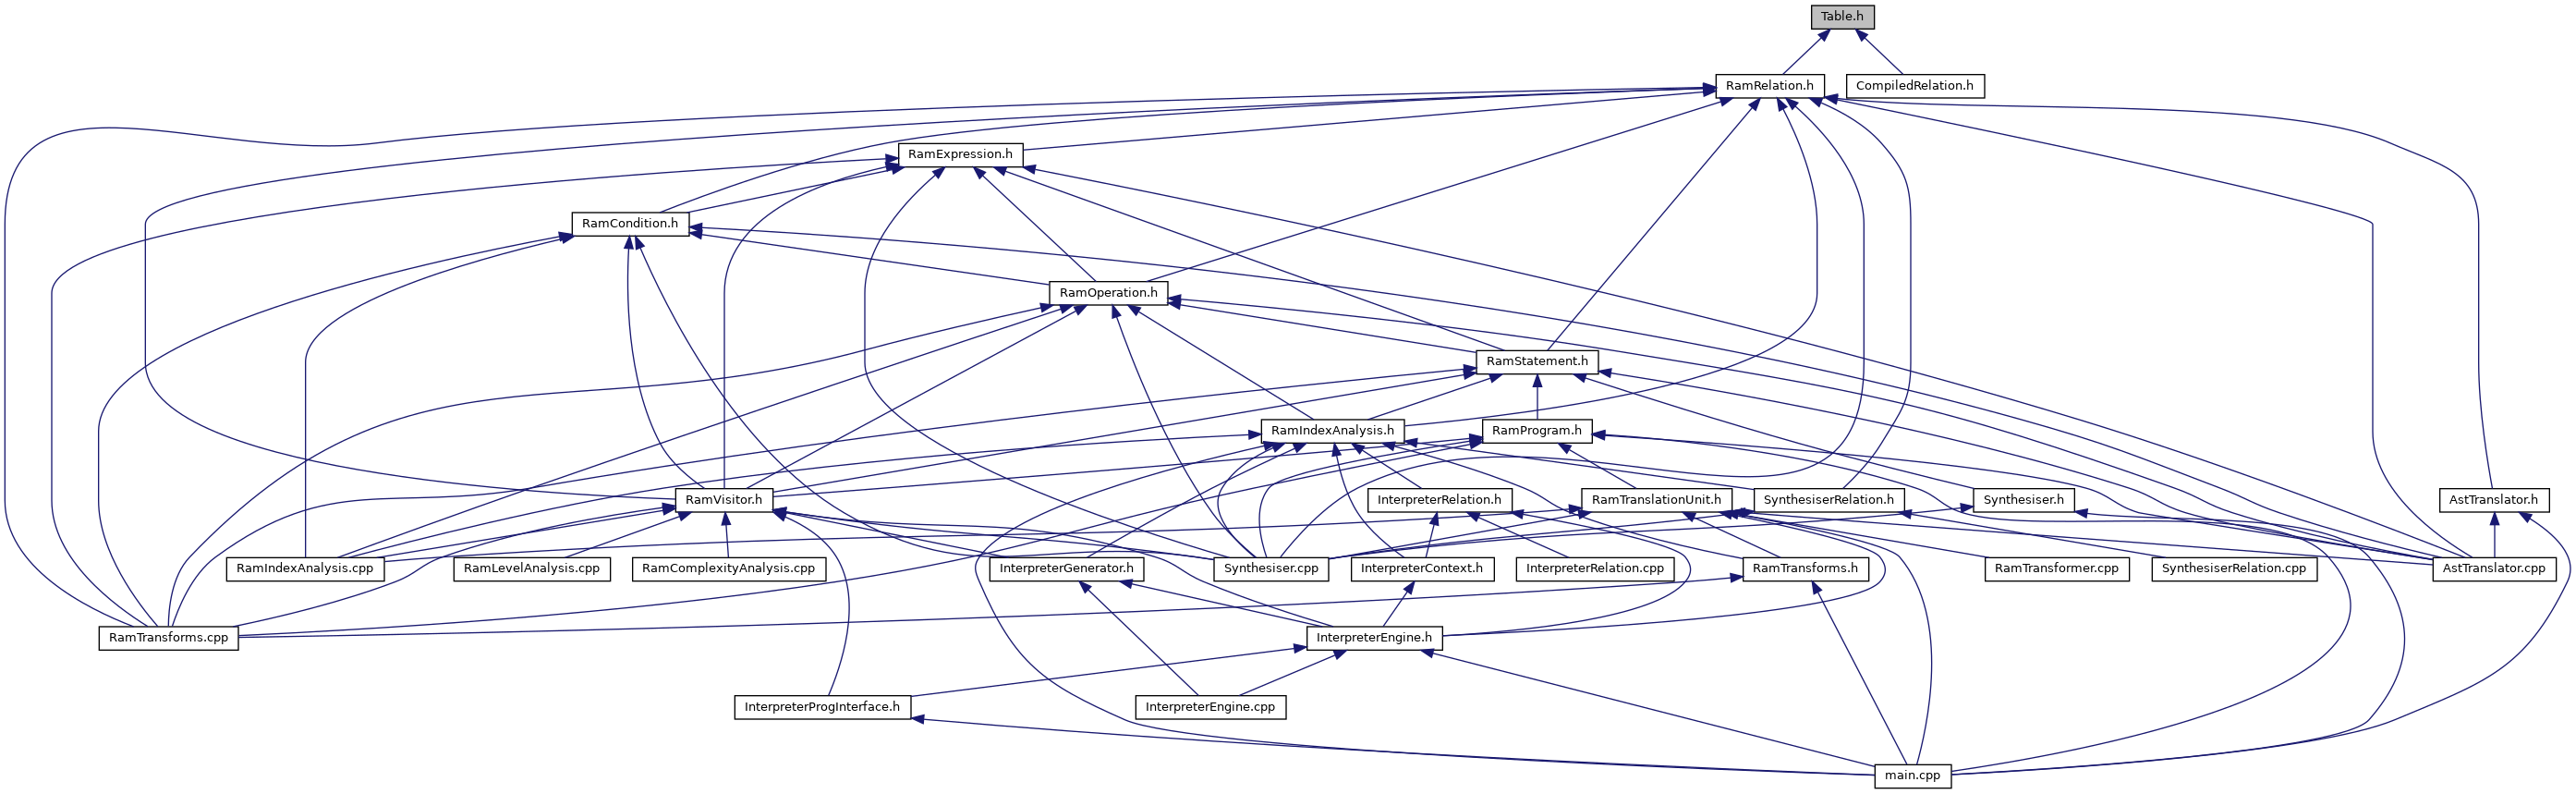 Table.h
RamRelation.h
CompiledRelation.h
RamExpression.h
RamCondition.h
RamOperation.h
RamStatement.h
RamIndexAnalysis.h
RamProgram.h
RamVisitor.h
InterpreterRelation.h
RamTranslationUnit.h
SynthesiserRelation.h
Synthesiser.h
AstTranslator.h
RamIndexAnalysis.cpp
RamLevelAnalysis.cpp
RamComplexityAnalysis.cpp
InterpreterGenerator.h
Synthesiser.cpp
InterpreterContext.h
InterpreterRelation.cpp
RamTransforms.h
RamTransformer.cpp
SynthesiserRelation.cpp
AstTranslator.cpp
RamTransforms.cpp
InterpreterEngine.h
InterpreterProgInterface.h
InterpreterEngine.cpp
main.cpp